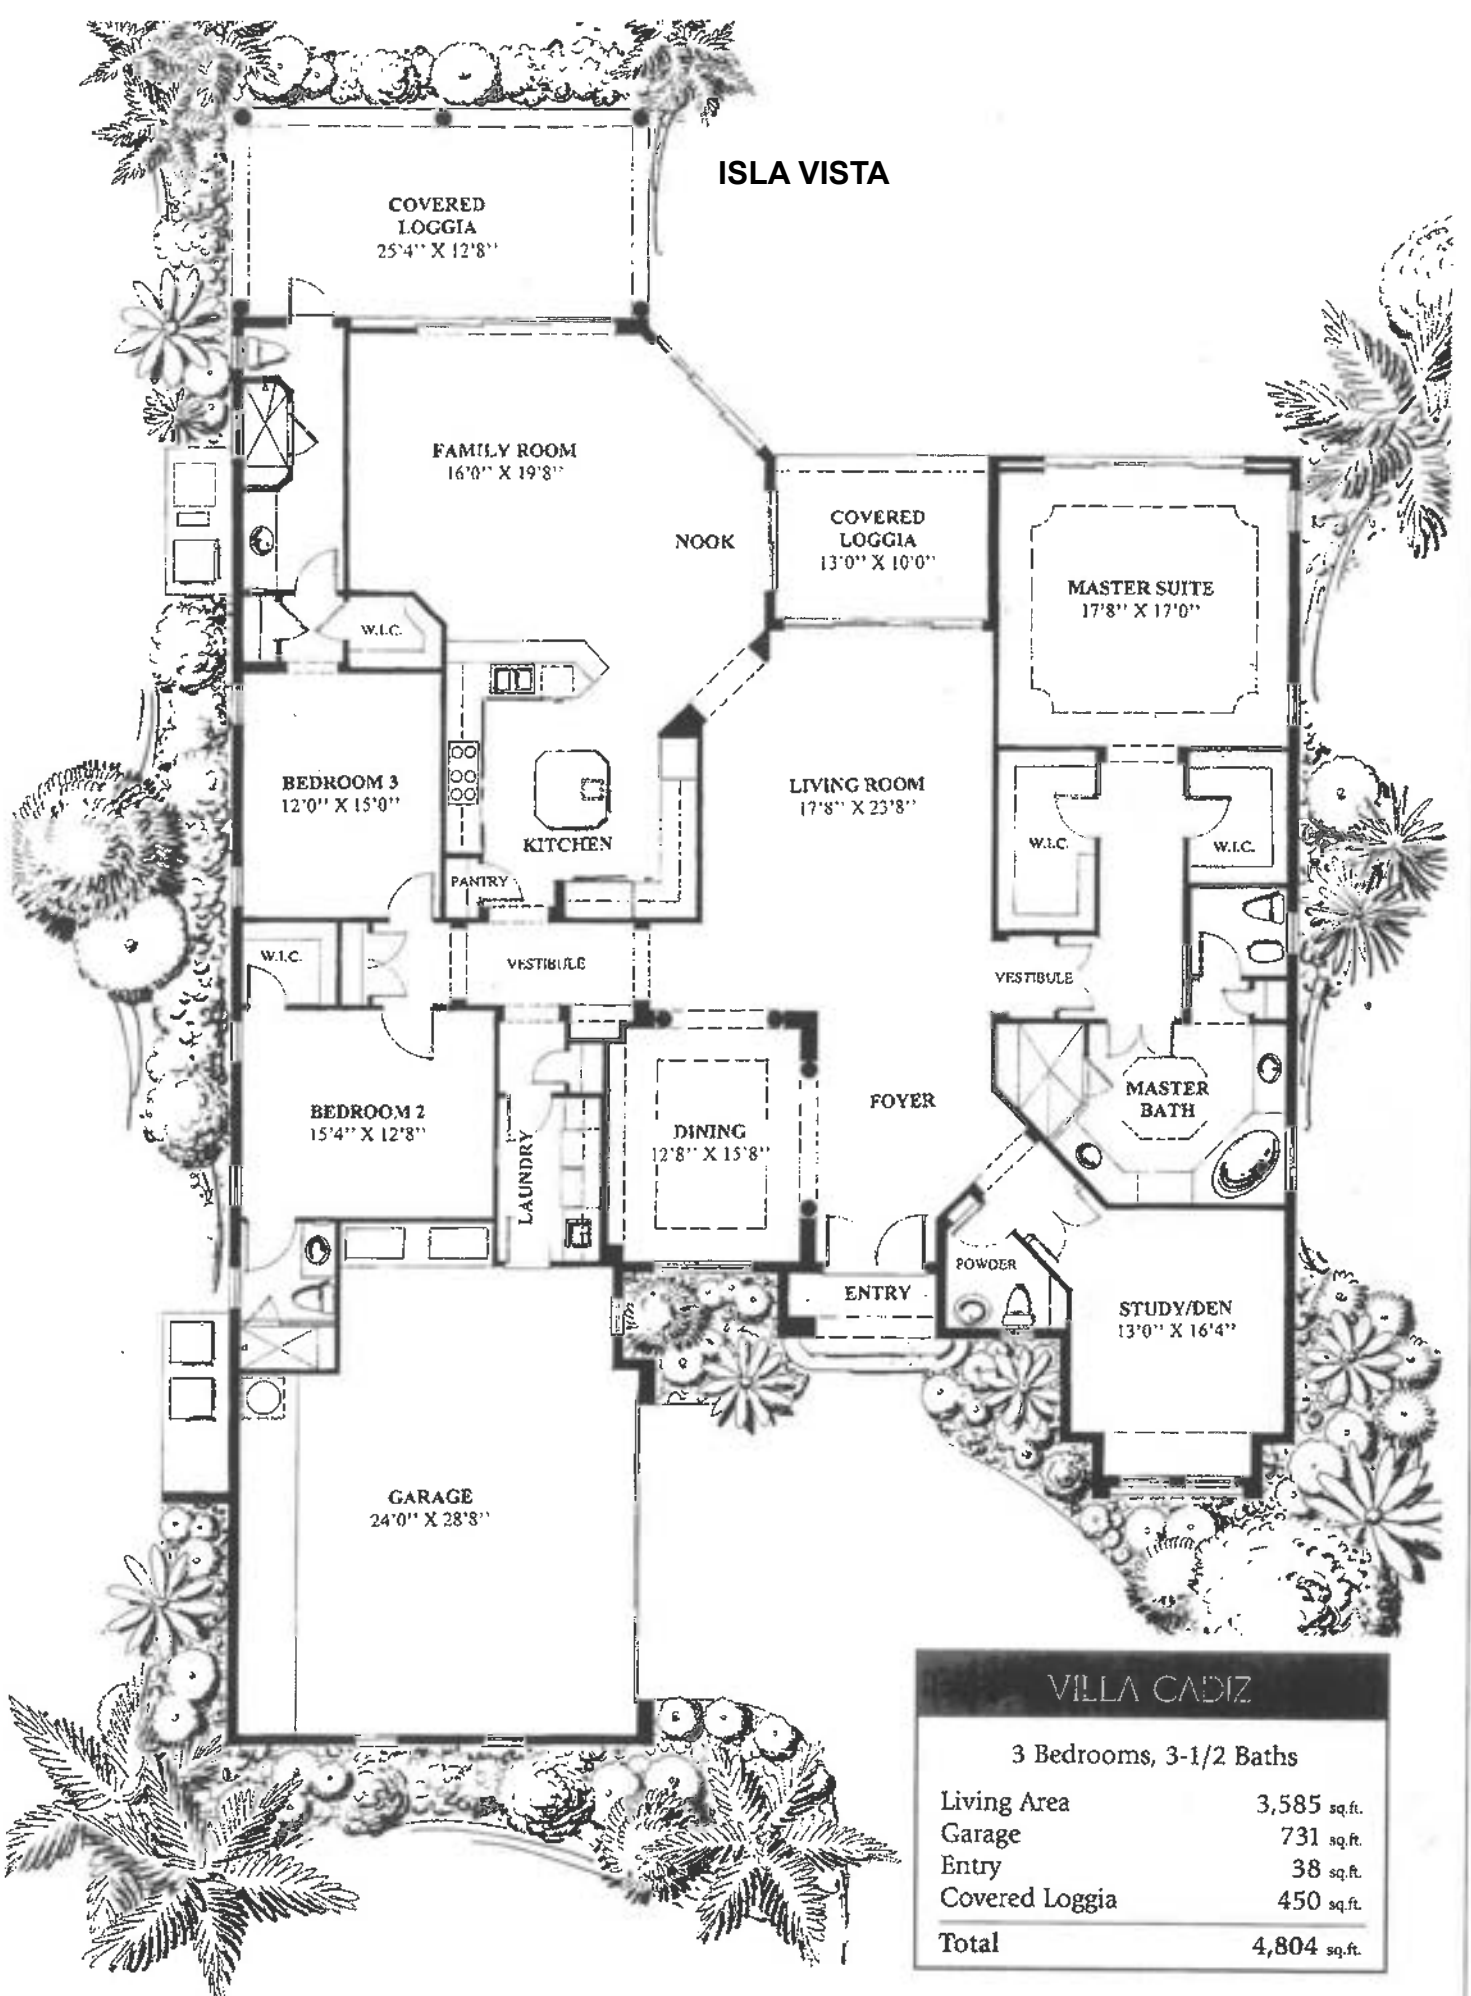 ISLA VISTA
COVERED
LOGGIA
25'4'' X 12'8''
FAMILY ROOM
16'0'' X 19'8''
NOOK
COVERED
LOGGIA
13'0'' X 10'0''
MASTER SUITE
17'8'' X 17'0''
W.I.C.
BEDROOM 3
12'0'' X 15'0''
KITCHEN
PANTRY
LIVING ROOM
17'8'' X 23'8''
W.I.C.
W.I.C.
W.I.C.
VESTIBULE
VESTIBULE
BEDROOM 2
15'4'' X 12'8''
LAUNDRY
DINING
12'8'' X 15'8''
FOYER
MASTER
BATH
POWDER
ENTRY
STUDY/DEN
13'0'' X 16'4''
GARAGE
24'0'' X 28'8''
VILLA CADIZ
3 Bedrooms, 3-1/2 Baths
Living Area 3,585 sq.ft.
Garage 731 sq.ft.
Entry 38 sq.ft.
Covered Loggia 450 sq.ft.
Total 4,804 sq.ft.